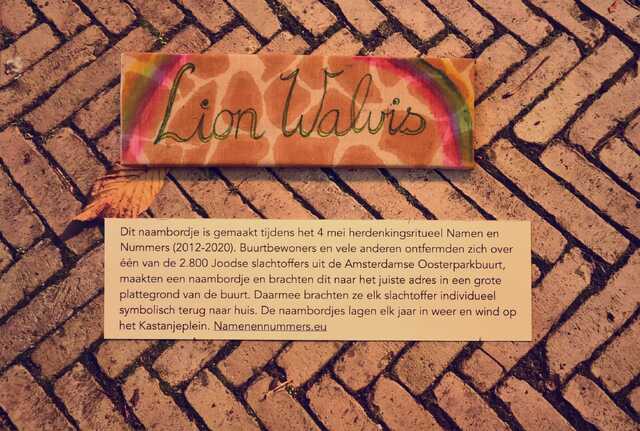 Lion Walvis
Dit naambordje is gemaakt tijdens het 4 mei herdenkingsritueel Namen en
Nummers (2012-2020). Buurtbewoners en vele anderen ontfermden zich over
één van de 2.800 Joodse slachtoffers uit de Amsterdamse Oosterparkbuurt,
maakten een naambordje en brachten dit naar het juiste adres in een grote
plattegrond van de buurt. Daarmee brachten ze elk slachtoffer individueel
symbolisch terug naar huis. De naambordjes lagen elk jaar in weer en wind op
het Kastanjeplein. Namenennummers.eu